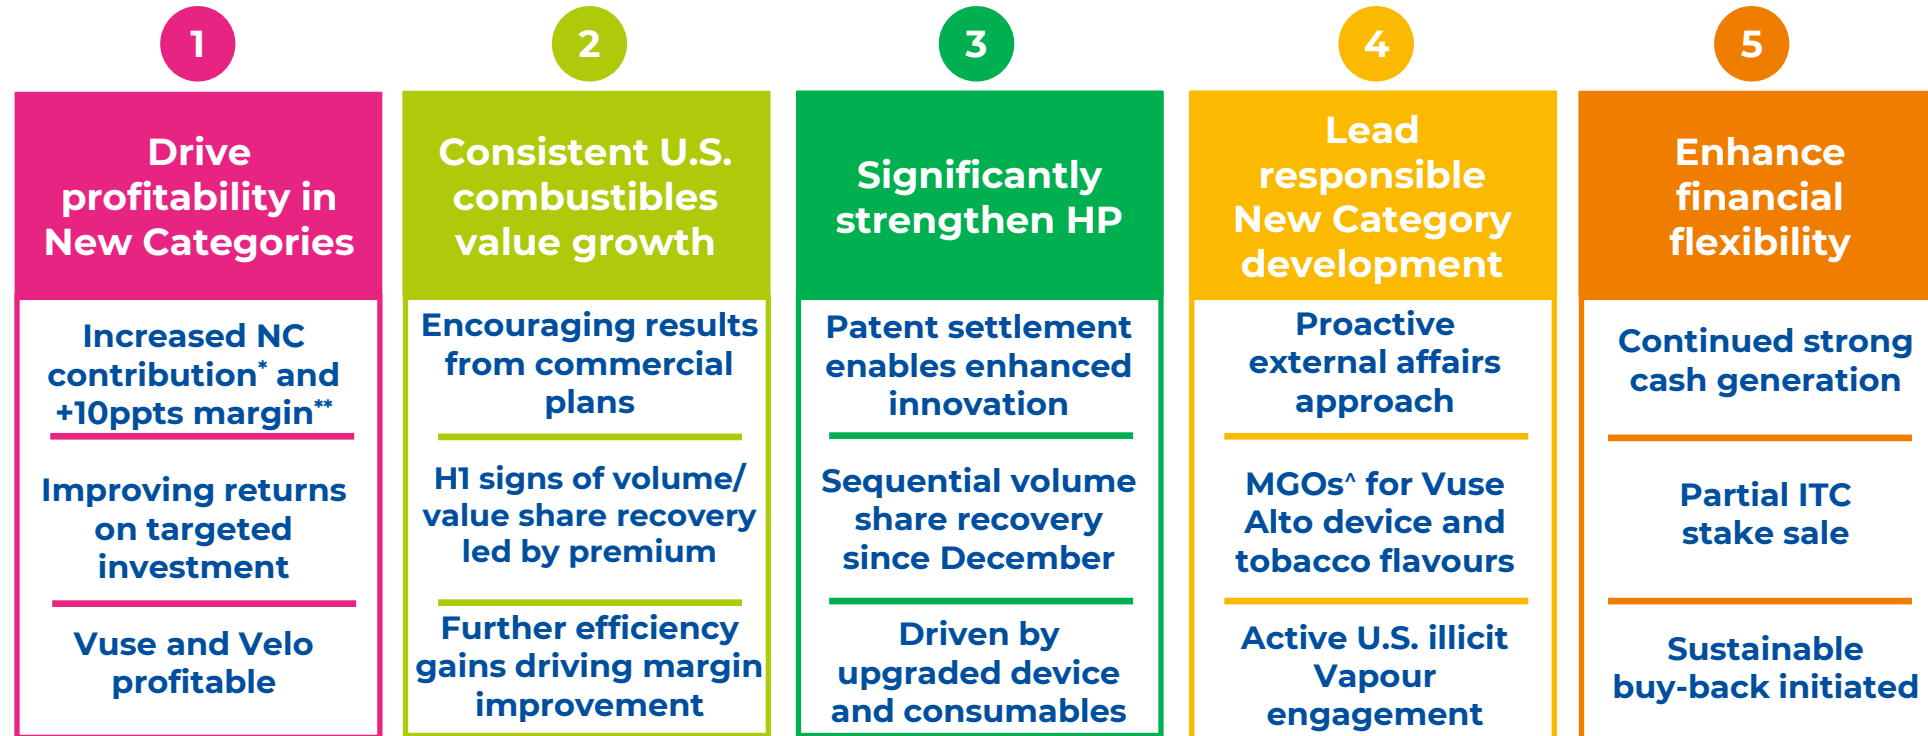 1
Drive
profitability in
New Categories
Increased NC
contribution* and
+10ppts margin**
Improving returns
on targeted
investment
Vuse and Velo
profitable
2
Consistent U.S.
combustibles
value growth
Encouraging results
from commercial
plans
H1 signs of volume/
value share recovery
led by premium
Further efficiency
gains driving margin
improvement
3
Significantly
strengthen HP
Patent settlement
enables enhanced
innovation
Sequential volume
share recovery
since December
Driven by
upgraded device
and consumables
4
Lead
responsible
New Category
development
Proactive
external affairs
approach
MGOs^ for Vuse
Alto device and
tobacco flavours
Active U.S. illicit
Vapour
engagement
5
Enhance
financial
flexibility
Continued strong
cash generation
Partial ITC
stake sale
Sustainable
buy-back initiated